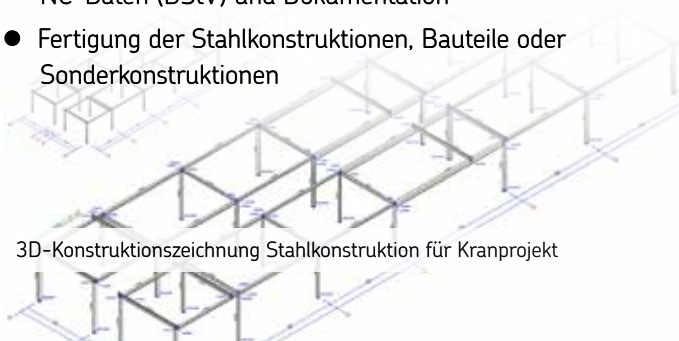 NC-Daten (DStV) und Dokumentation
● Fertigung der Stahlkonstruktionen, Bauteile oder
Sonderkonstruktionen
3D-Konstruktionszeichnung Stahlkonstruktion für Kranprojekt